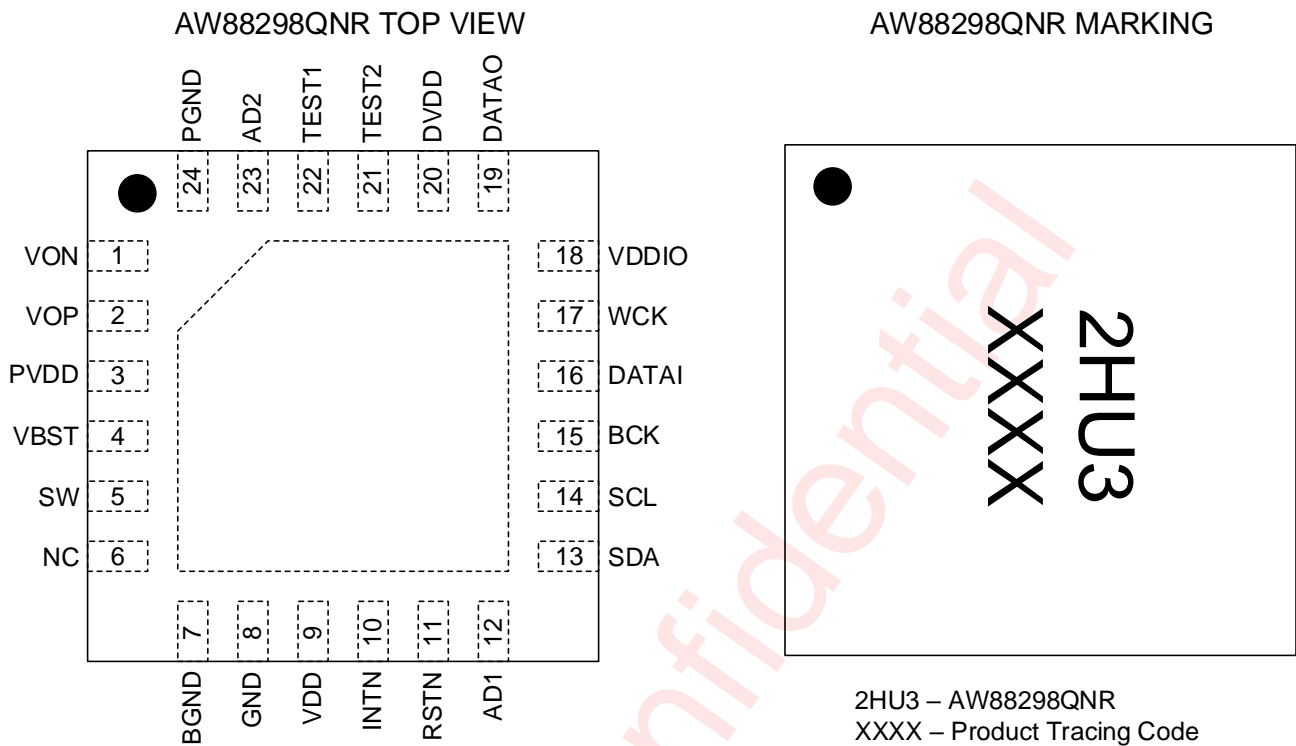 AW88298QNR TOP VIEW
PGND
AD2
TEST1
TEST2
DVDD
DATAO
24
23
22
21
20
19
VON 1
VOP 2
PVDD 3
VBST 4
SW 5
NC 6
18 VDDIO
17 WCK
16 DATAI
15 BCK
14 SCL
13 SDA
7
8
9
10
11
12
BGND
GND
VDD
INTN
RSTN
AD1
AW88298QNR MARKING
2HU3
XXXX
2HU3 – AW88298QNR
XXXX – Product Tracing Code
nfidential